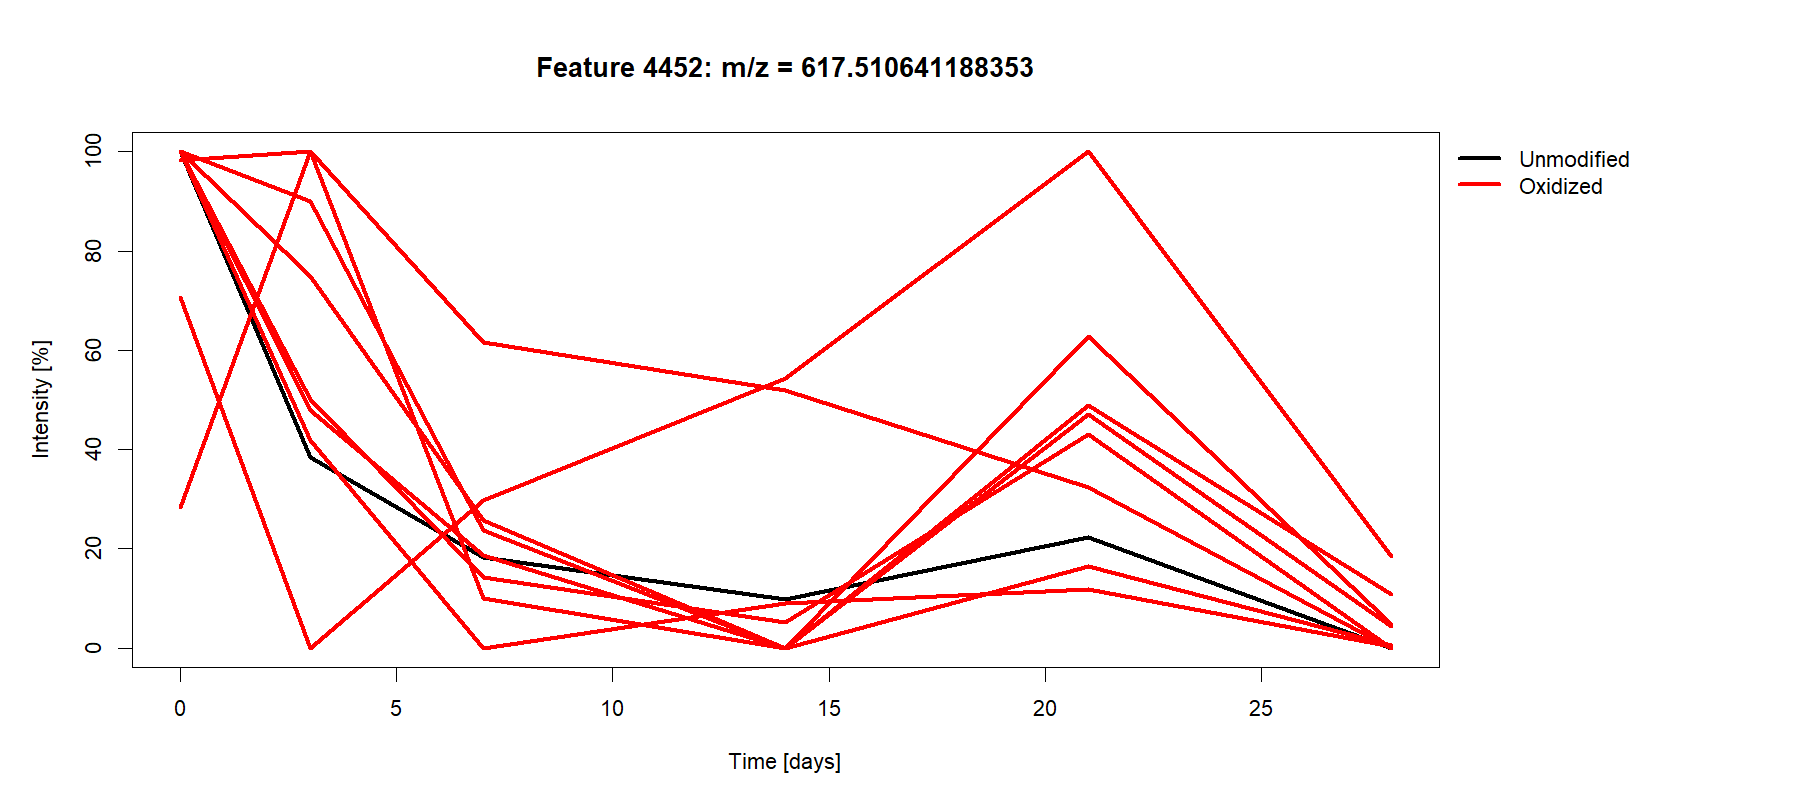 Feature 4452: m/z = 617.510641188353
Unmodified
Oxidized
Intensity [%]
100
80
60
40
20
0
0 5 10 15 20 25
Time [days]